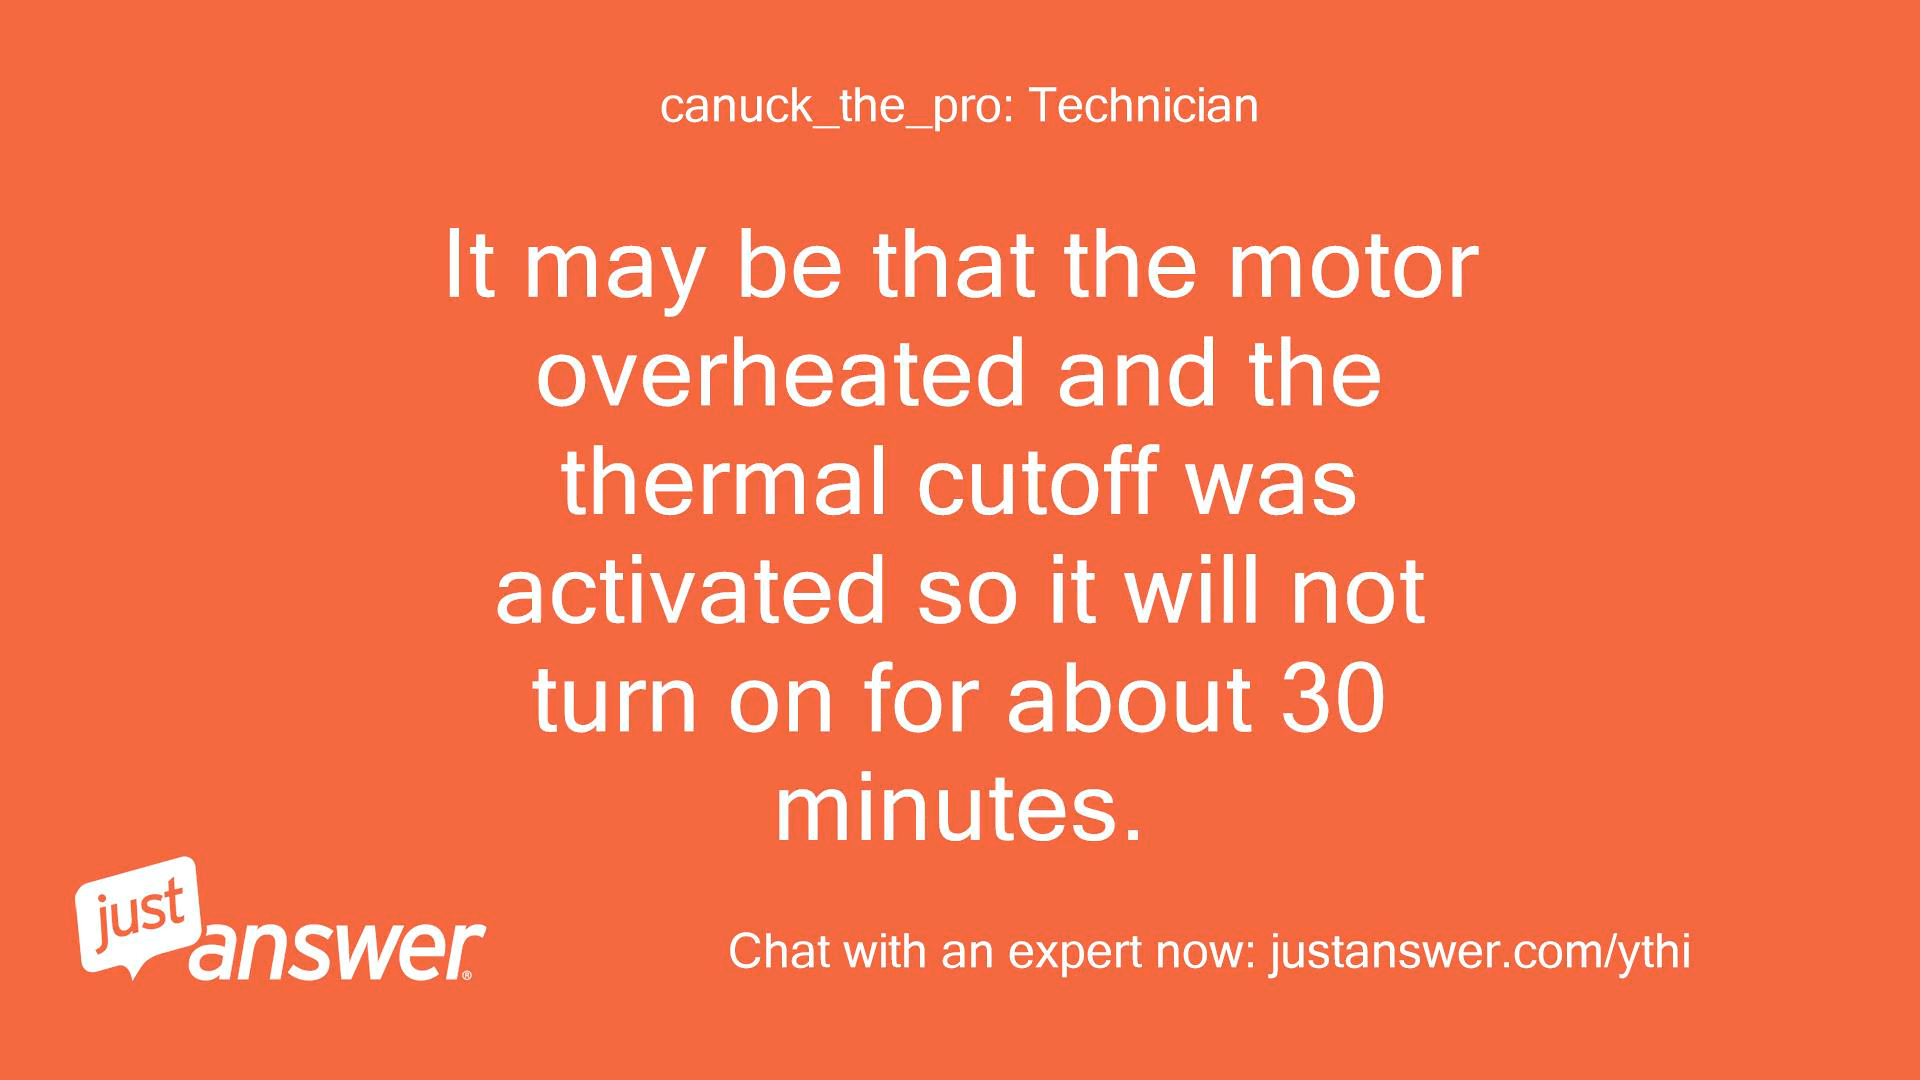 canuck_the_pro: Technician
It may be that the motor
overheated and the
thermal cutoff was
activated so it will not
turn on for about 30
minutes.
just
answer®
Chat with an expert now: justanswer.com/ythi